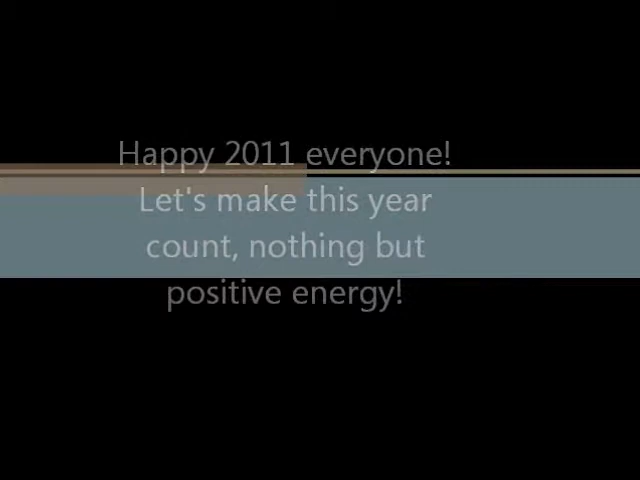 Happy 2011 everyone!
Let's make this year
count, nothing but
positive energy!